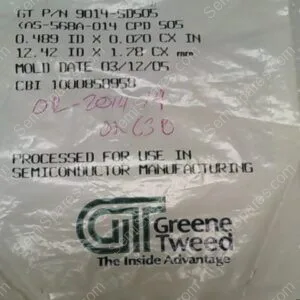 GT P/N 9014-SD505
(AS-568A-014 CPD 505
0.489 ID X 0.070 CX IN
12.42 ID X 1.78 CX
MOLD DATE 03/12/05
CBI 1000858958
PROCESSED FOR USE IN
SEMICONDUCTOR MANUFACTURING
GT Greene
Tweed
The Inside Advantage